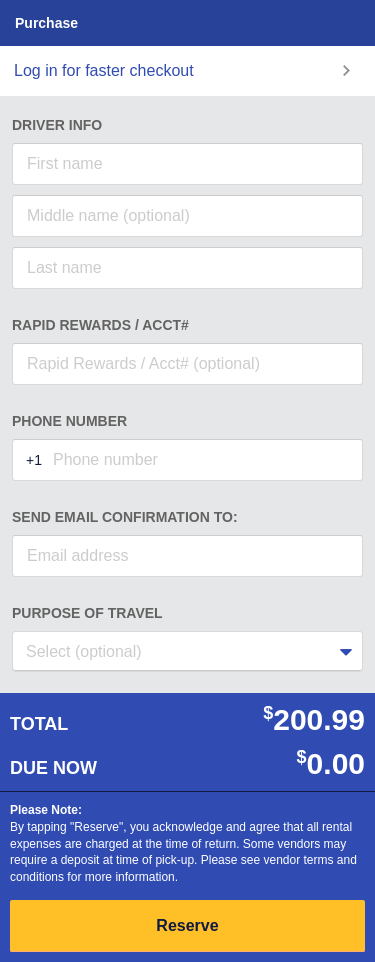 Purchase
Log in for faster checkout
DRIVER INFO
First name
Middle name (optional)
Last name
RAPID REWARDS / ACCT#
Rapid Rewards / Acct# (optional)
PHONE NUMBER
+1 Phone number
SEND EMAIL CONFIRMATION TO:
Email address
PURPOSE OF TRAVEL
Select (optional)
TOTAL $200.99
DUE NOW $0.00
Please Note:
By tapping "Reserve", you acknowledge and agree that all rental
expenses are charged at the time of return. Some vendors may
require a deposit at time of pick-up. Please see vendor terms and
conditions for more information.
Reserve